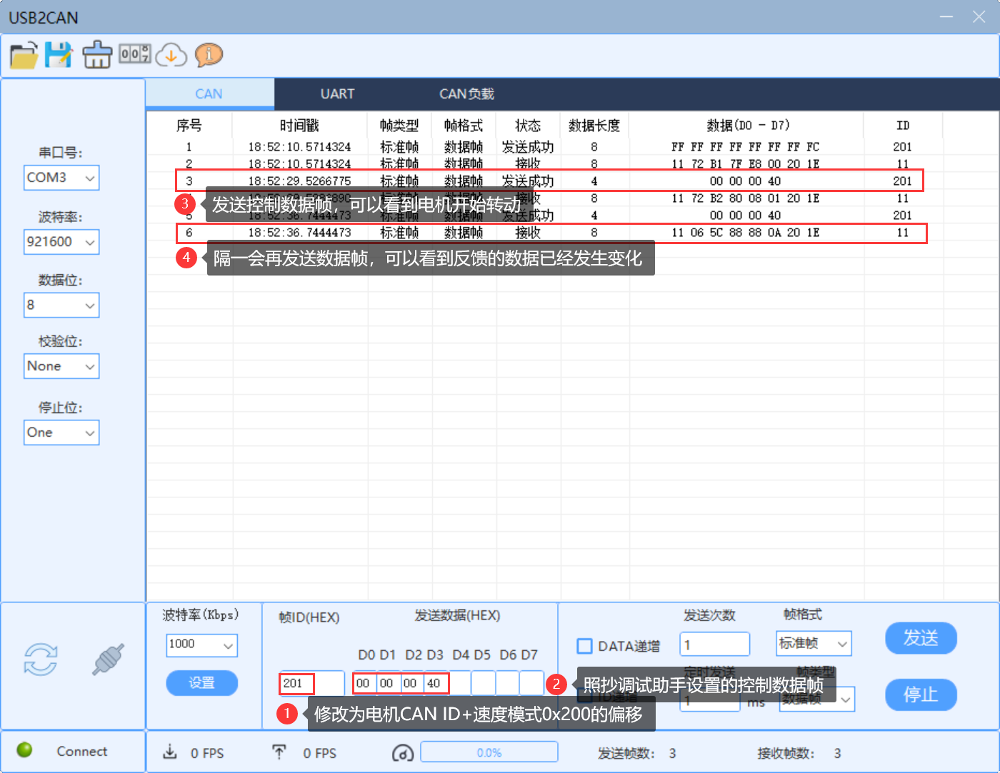 USB2CAN
CAN UART CAN负载
序号 时间戳 帧类型 帧格式 状态 数据长度 数据(D0 - D7) ID
1 18:52:10.5714324 标准帧 数据帧 发送成功 8 FF FF FF FF FF FF FF FC 201
2 18:52:10.5714324 标准帧 数据帧 接收 8 11 72 B1 7F E8 00 20 1E 11
3 18:52:29.5266775 标准帧 数据帧 发送成功 4 00 00 00 40 201
接收 8 11 72 B2 80 08 01 20 1E 11
3 发送控制数据帧，可以看到电机开始转动
5 18:52:36.7444473 标准帧 数据帧 发送成功 4 00 00 00 40 201
6 18:52:36.7444473 标准帧 数据帧 接收 8 11 06 5C 88 88 0A 20 1E 11
4 隔一会再发送数据帧，可以看到反馈的数据已经发生变化
串口号:
COM3
波特率:
921600
数据位:
8
校验位:
None
停止位:
One
波特率(Kbps)
1000
设置
帧ID(HEX) 发送数据(HEX)
D0 D1 D2 D3 D4 D5 D6 D7
201 00 00 00 40
1 修改为电机CAN ID+速度模式0x200的偏移
2 照抄调试助手设置的控制数据帧
发送次数 帧格式
DATA递增 1 标准帧
定时发送 帧类型
ID递增 1 ms 数据帧
发送
停止
Connect 0 FPS 0 FPS 0.0% 发送帧数: 3 接收帧数: 3